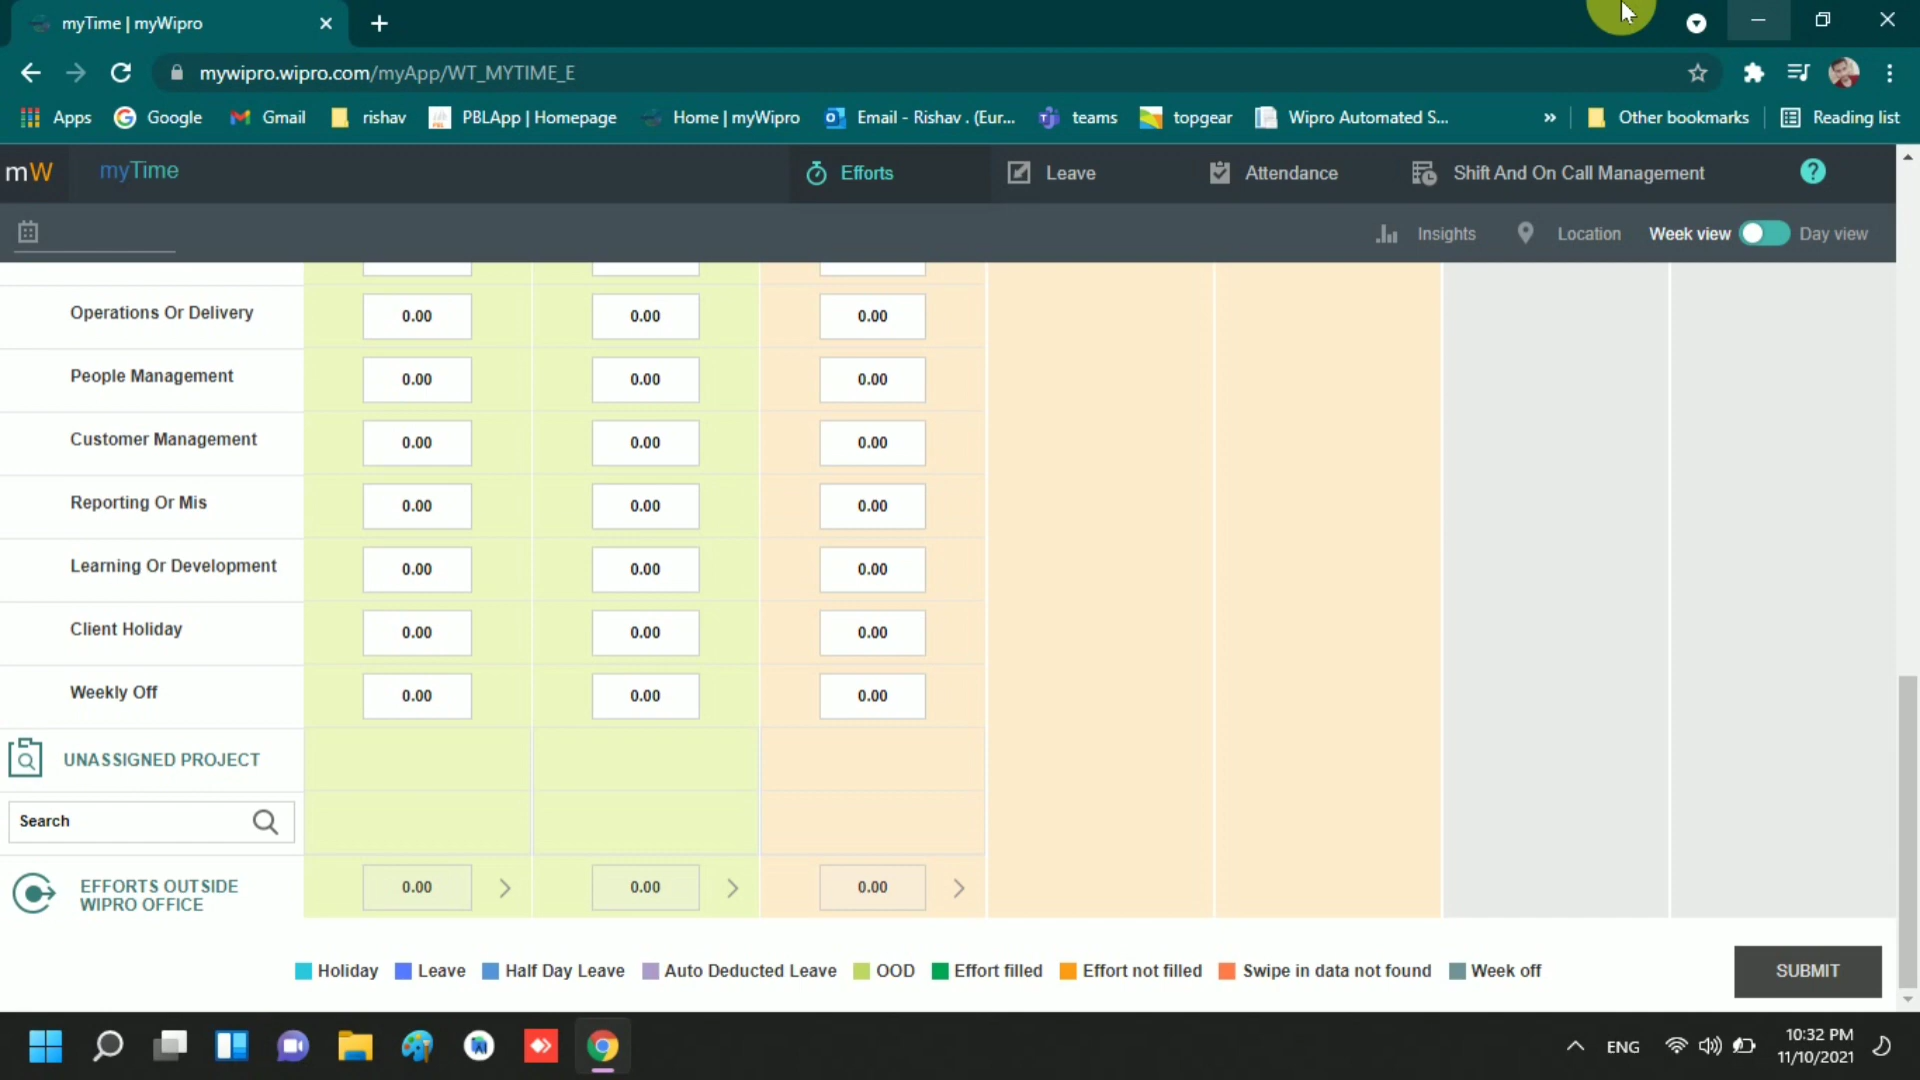 myTime | myWipro
mywipro.wipro.com/myApp/WT_MYTIME_E
Apps Google Gmail rishav PBLApp | Homepage Home | myWipro Email - Rishav . (Eur... teams topgear Wipro Automated S... » Other bookmarks Reading list
mW myTime Efforts Leave Attendance Shift And On Call Management ?
Insights Location Week view Day view
Operations Or Delivery 0.00 0.00 0.00
People Management 0.00 0.00 0.00
Customer Management 0.00 0.00 0.00
Reporting Or Mis 0.00 0.00 0.00
Learning Or Development 0.00 0.00 0.00
Client Holiday 0.00 0.00 0.00
Weekly Off 0.00 0.00 0.00
UNASSIGNED PROJECT
Search
EFFORTS OUTSIDE
WIPRO OFFICE 0.00 0.00 0.00
Holiday Leave Half Day Leave Auto Deducted Leave OOD Effort filled Effort not filled Swipe in data not found Week off SUBMIT
ENG 10:32 PM
11/10/2021